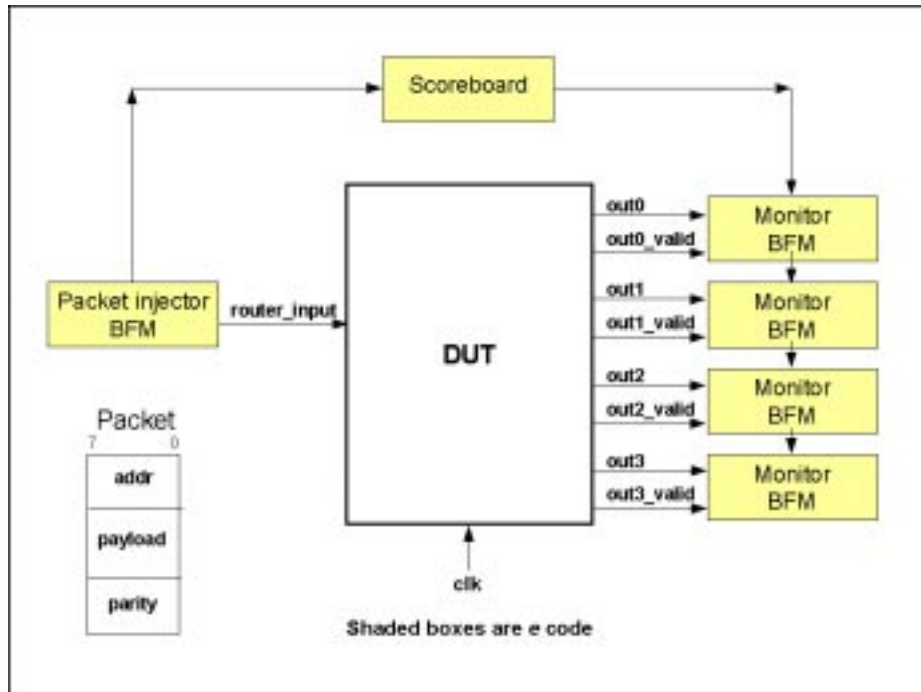 Scoreboard
out0
Monitor
BFM
out0_valid
Packet injector
BFM
router_input
out1
Monitor
BFM
out1_valid
DUT
out2
Monitor
BFM
out2_valid
Packet
7 0
addr
out3
Monitor
BFM
out3_valid
payload
parity
clk
Shaded boxes are e code